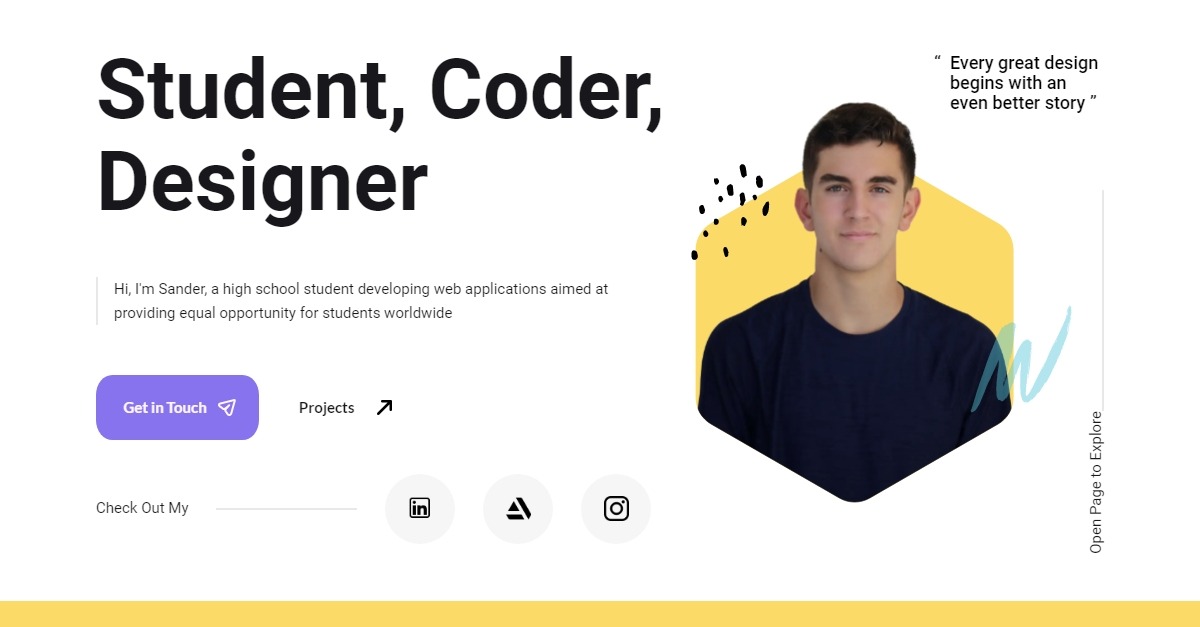 Student, Coder,
Designer
“ Every great design
begins with an
even better story ”
Hi, I'm Sander, a high school student developing web applications aimed at
providing equal opportunity for students worldwide
Get in Touch
Projects
Check Out My
in
Open Page to Explore